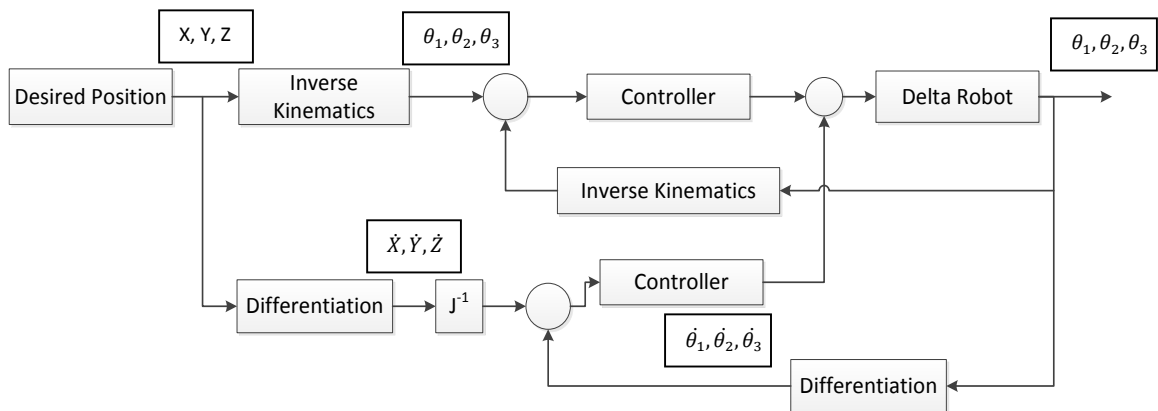 X, Y, Z
θ₁, θ₂, θ₃
θ₁, θ₂, θ₃
Desired Position
Inverse
Kinematics
Controller
Delta Robot
Inverse Kinematics
Ẋ, Ẏ, Ż
Differentiation
J⁻¹
Controller
θ̇₁, θ̇₂, θ̇₃
Differentiation